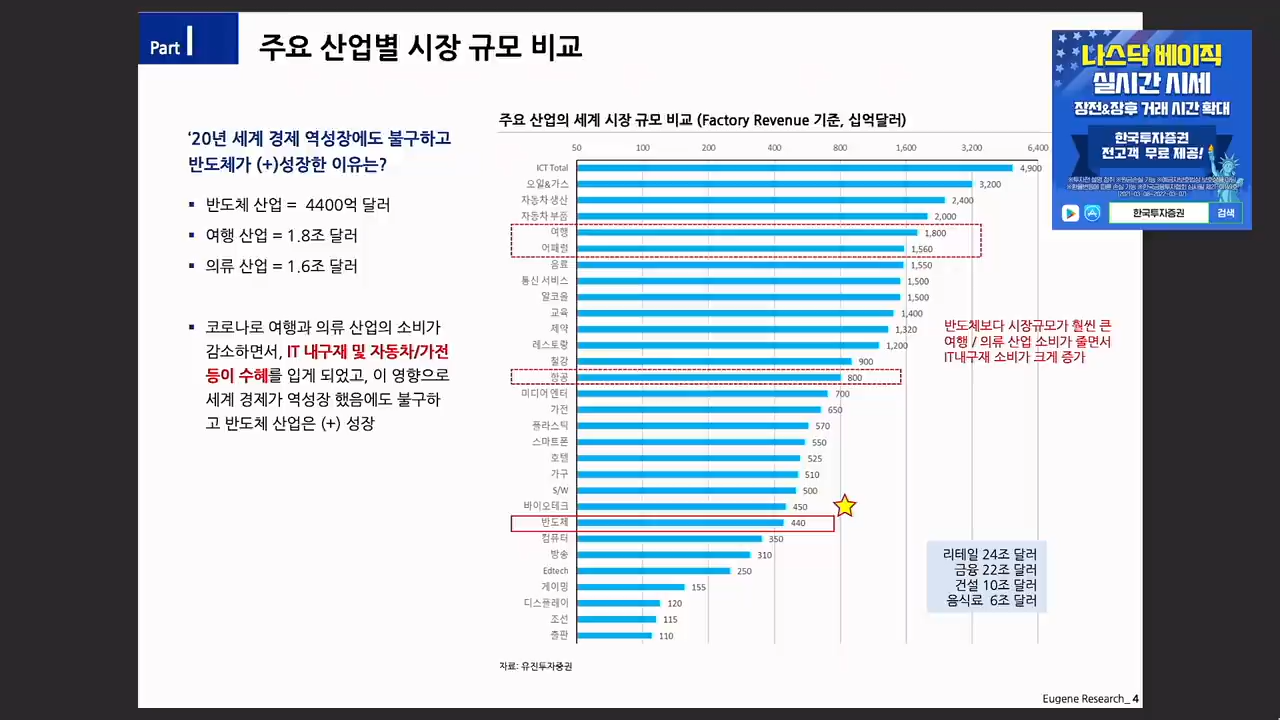 Part I
주요 산업별 시장 규모 비교
‘20년 세계 경제 역성장에도 불구하고
반도체가 (+)성장한 이유는?
▪ 반도체 산업 = 4400억 달러
▪ 여행 산업 = 1.8조 달러
▪ 의류 산업 = 1.6조 달러
▪ 코로나로 여행과 의류 산업의 소비가
감소하면서, IT 내구재 및 자동차/가전
등이 수혜를 입게 되었고, 이 영향으로
세계 경제가 역성장 했음에도 불구하
고 반도체 산업은 (+) 성장
주요 산업의 세계 시장 규모 비교 (Factory Revenue 기준, 십억달러)
50 100 200 400 800 1,600 3,200 6,400
ICT Total 4,900
오일&가스 3,200
자동차 생산 2,400
자동차 부품 2,000
여행 1,800
어패럴 1,560
음료 1,550
통신 서비스 1,500
알코올 1,500
교육 1,400
제약 1,320
레스토랑 1,200
철강 900
항공 800
미디어 엔터 700
가전 650
플라스틱 570
스마트폰 550
호텔 525
가구 510
S/W 500
바이오테크 450
반도체 440
컴퓨터 350
방송 310
Edtech 250
게이밍 155
디스플레이 120
조선 115
출판 110
반도체보다 시장규모가 훨씬 큰
여행 / 의류 산업 소비가 줄면서
IT내구재 소비가 크게 증가
리테일 24조 달러
금융 22조 달러
건설 10조 달러
음식료 6조 달러
자료: 유진투자증권
Eugene Research_ 4
나스닥 베이직
실시간 시세
장전&장후 거래 시간 확대
한국투자증권
전고객 무료 제공!
한국투자증권 검색